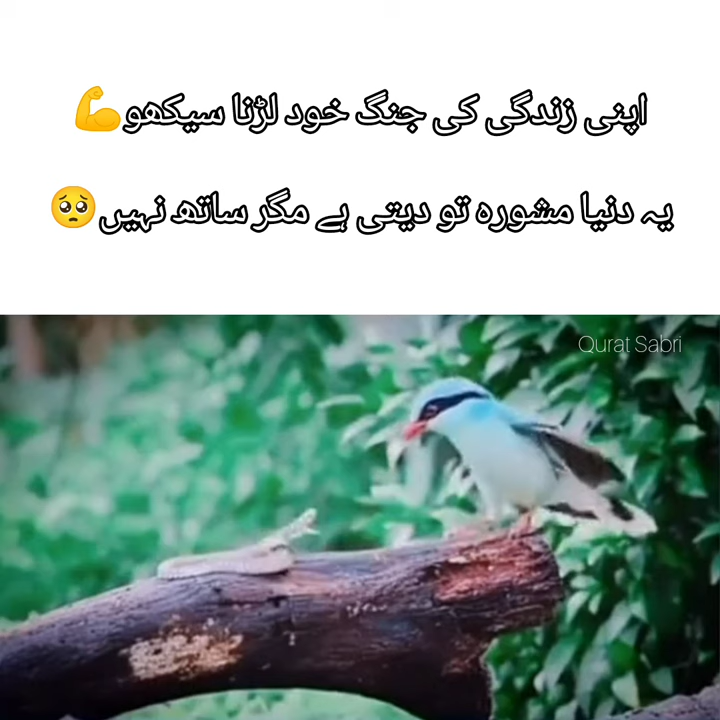 اپنی زندگی کی جنگ خود لڑنا سیکھو💪
یہ دنیا مشورہ تو دیتی ہے مگر ساتھ نہیں🥺
Qurat Sabri